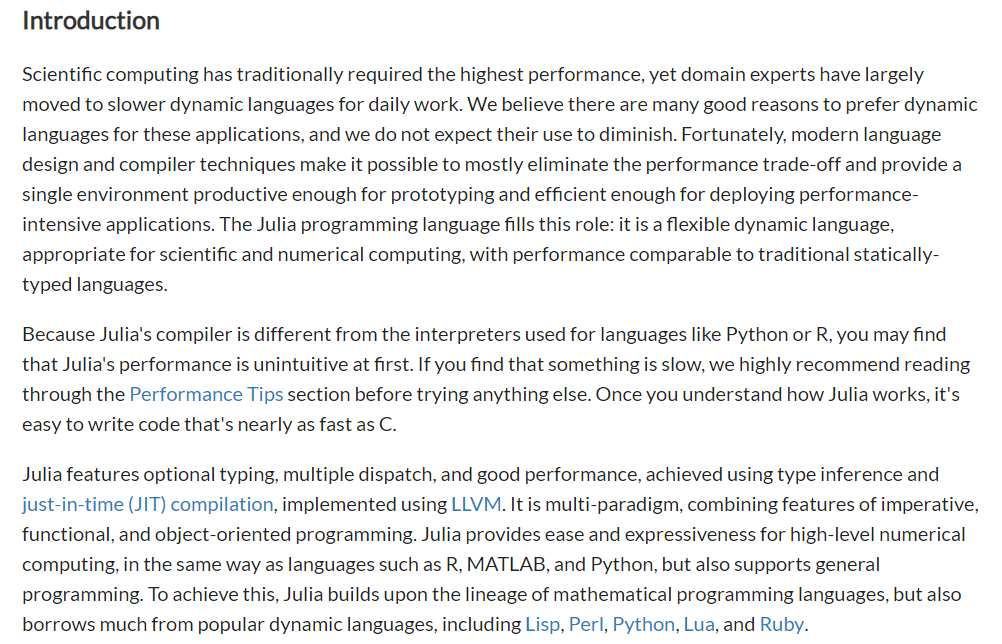 Introduction
Scientific computing has traditionally required the highest performance, yet domain experts have largely
moved to slower dynamic languages for daily work. We believe there are many good reasons to prefer dynamic
languages for these applications, and we do not expect their use to diminish. Fortunately, modern language
design and compiler techniques make it possible to mostly eliminate the performance trade-off and provide a
single environment productive enough for prototyping and efficient enough for deploying performance-
intensive applications. The Julia programming language fills this role: it is a flexible dynamic language,
appropriate for scientific and numerical computing, with performance comparable to traditional statically-
typed languages.
Because Julia's compiler is different from the interpreters used for languages like Python or R, you may find
that Julia's performance is unintuitive at first. If you find that something is slow, we highly recommend reading
through the Performance Tips section before trying anything else. Once you understand how Julia works, it's
easy to write code that's nearly as fast as C.
Julia features optional typing, multiple dispatch, and good performance, achieved using type inference and
just-in-time (JIT) compilation, implemented using LLVM. It is multi-paradigm, combining features of imperative,
functional, and object-oriented programming. Julia provides ease and expressiveness for high-level numerical
computing, in the same way as languages such as R, MATLAB, and Python, but also supports general
programming. To achieve this, Julia builds upon the lineage of mathematical programming languages, but also
borrows much from popular dynamic languages, including Lisp, Perl, Python, Lua, and Ruby.